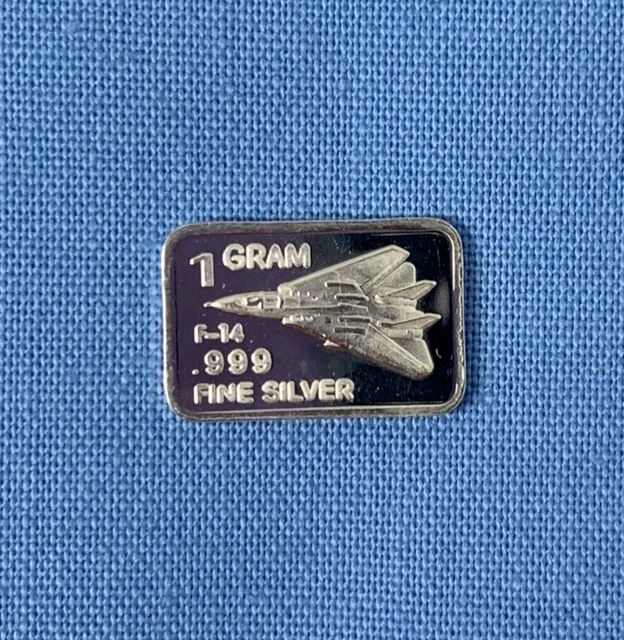 1 GRAM
F-14
.999
FINE SILVER